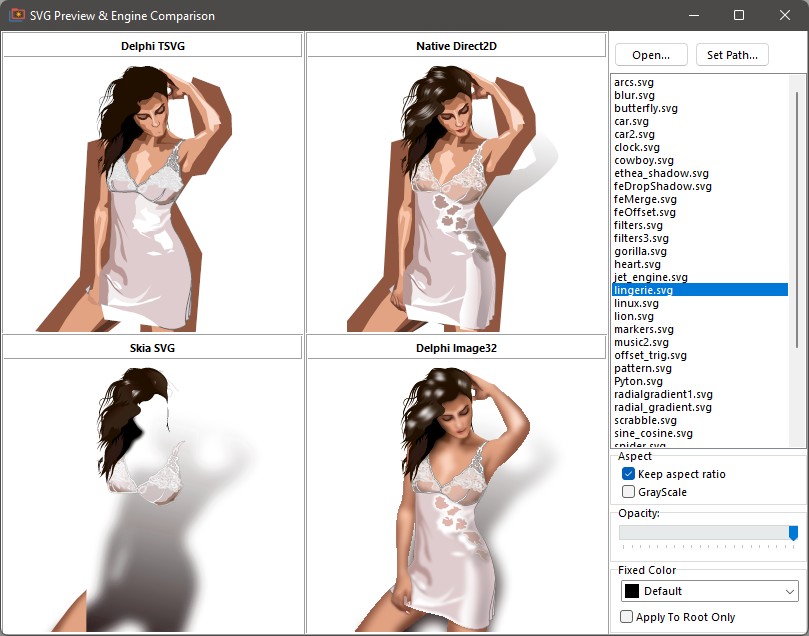 SVG Preview & Engine Comparison
Delphi TSVG
Native Direct2D
Open...
Set Path...
arcs.svg
blur.svg
butterfly.svg
car.svg
car2.svg
clock.svg
cowboy.svg
ethea_shadow.svg
feDropShadow.svg
feMerge.svg
feOffset.svg
filters.svg
filters3.svg
gorilla.svg
heart.svg
jet_engine.svg
lingerie.svg
linux.svg
lion.svg
markers.svg
music2.svg
offset_trig.svg
pattern.svg
Pyton.svg
radialgradient1.svg
radial_gradient.svg
scrabble.svg
sine_cosine.svg
spider.svg
Skia SVG
Delphi Image32
Aspect
Keep aspect ratio
GrayScale
Opacity:
Fixed Color
Default
Apply To Root Only